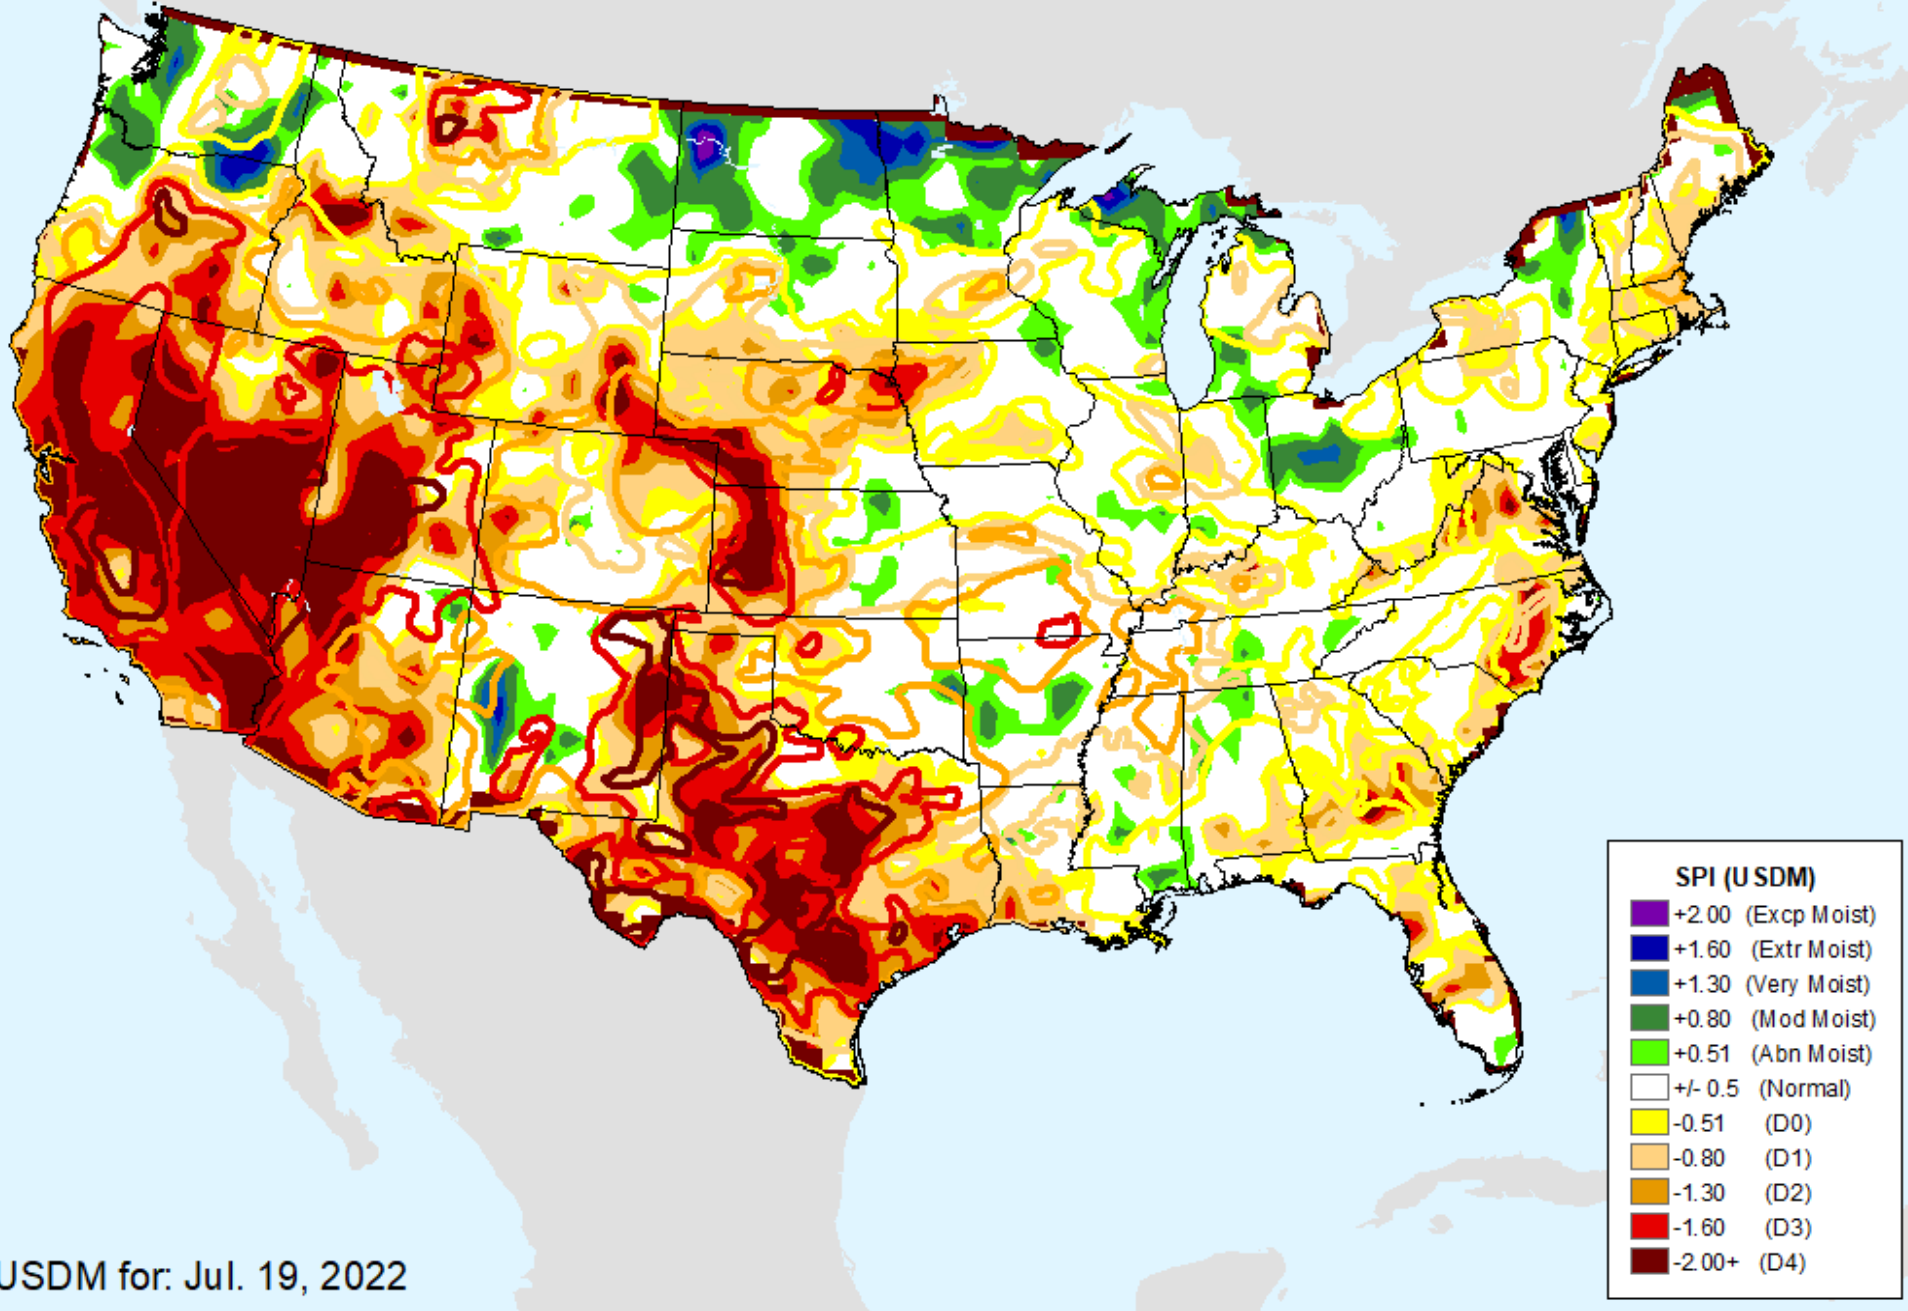 SPI (USDM)
+2.00 (Excp Moist)
+1.60 (Extr Moist)
+1.30 (Very Moist)
+0.80 (Mod Moist)
+0.51 (Abn Moist)
+/- 0.5 (Normal)
-0.51 (D0)
-0.80 (D1)
-1.30 (D2)
-1.60 (D3)
-2.00+ (D4)
USDM for: Jul. 19, 2022